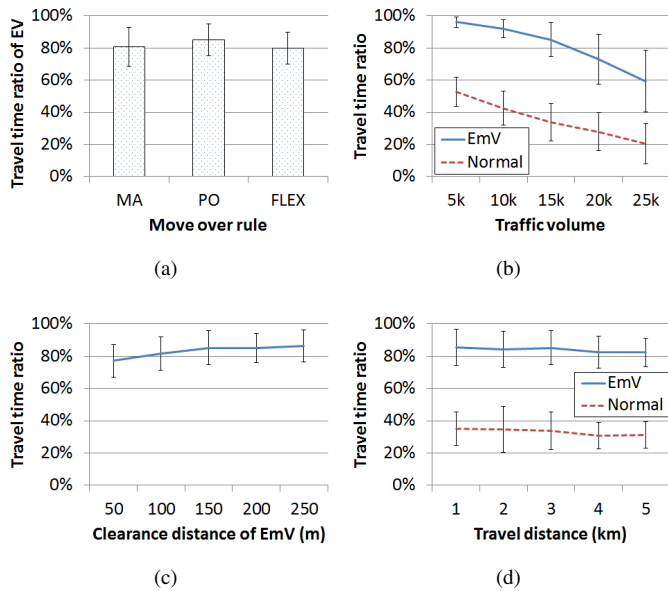 Travel time ratio of EV
100%
80%
60%
40%
20%
0%
MA PO FLEX
Move over rule
(a)
Travel time ratio
100%
80%
60%
40%
20%
0%
EmV
Normal
5k 10k 15k 20k 25k
Traffic volume
(b)
Travel time ratio
100%
80%
60%
40%
20%
0%
50 100 150 200 250
Clearance distance of EmV (m)
(c)
Travel time ratio
100%
80%
60%
40%
20%
0%
EmV
Normal
1 2 3 4 5
Travel distance (km)
(d)